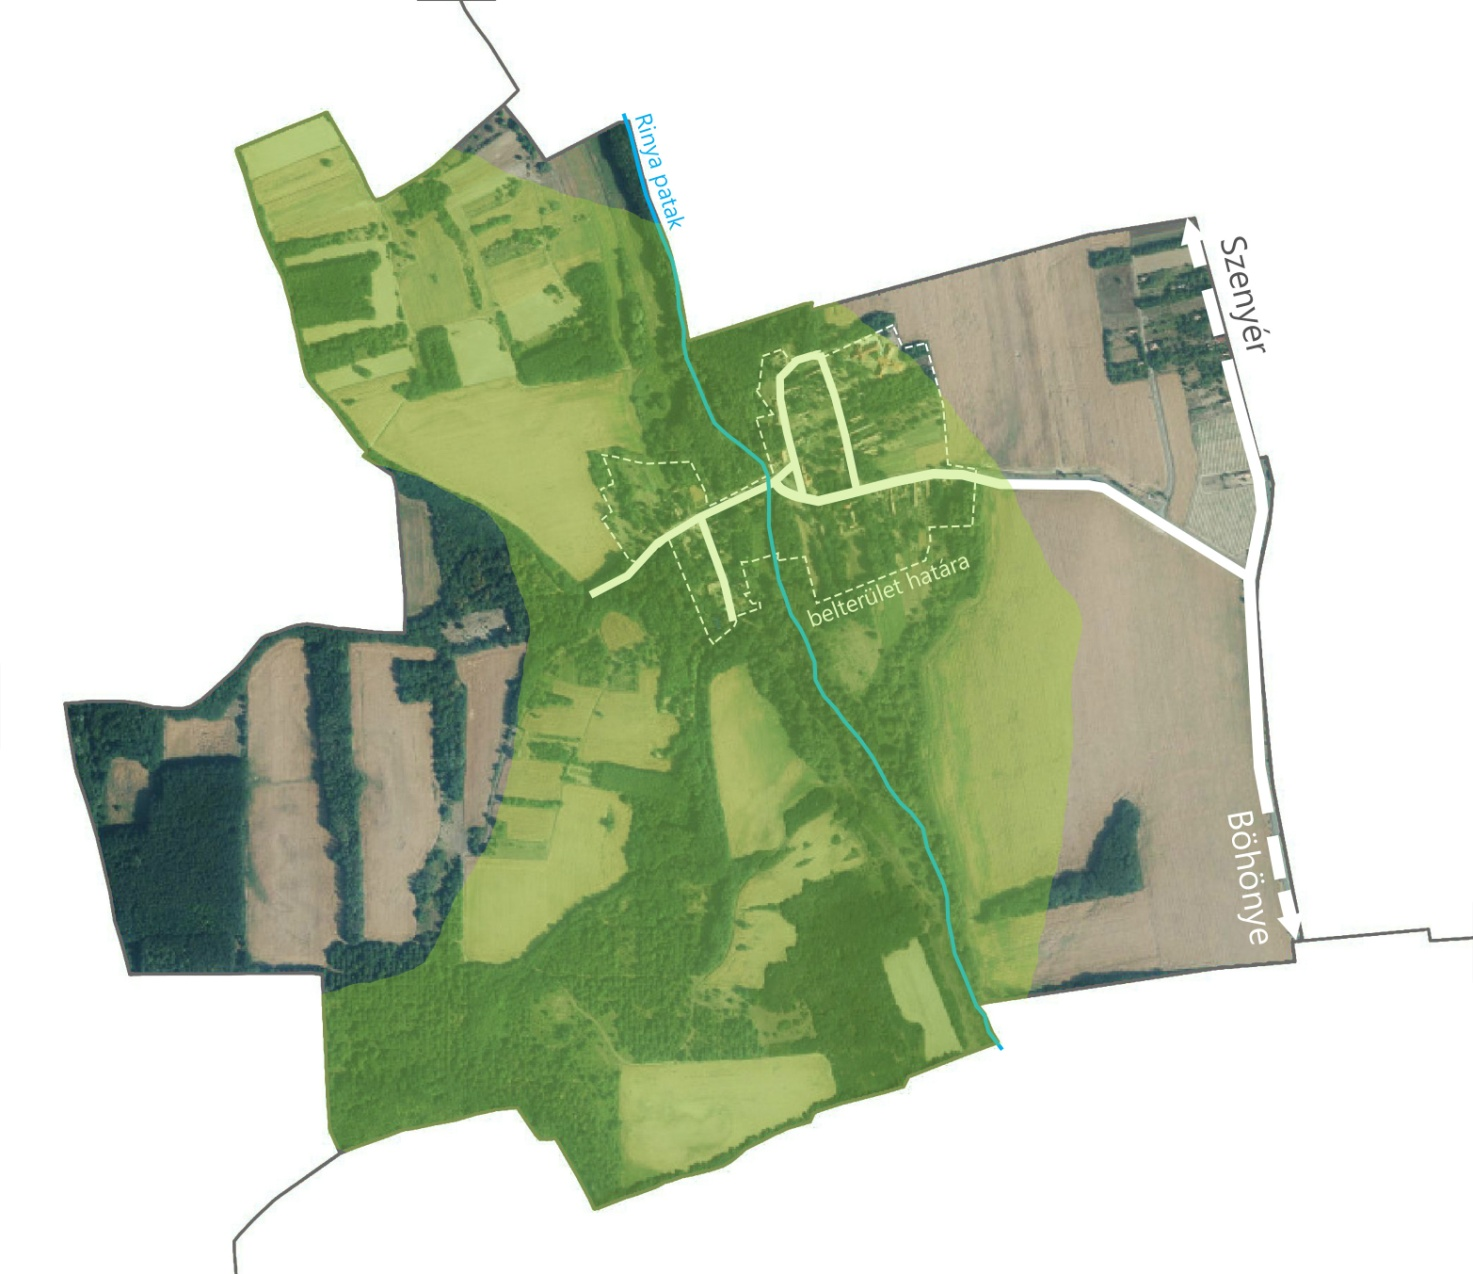 Rinya patak
Szenyér
belterület határa
Böhönye